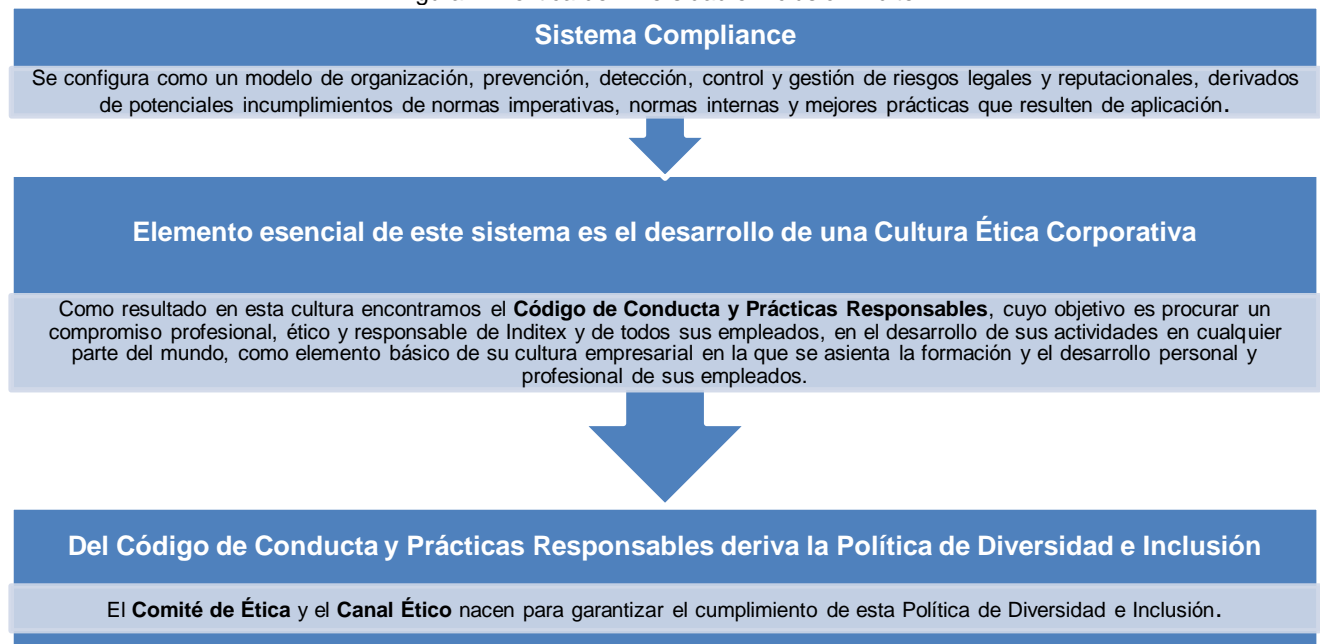 Sistema Compliance
Se configura como un modelo de organización, prevención, detección, control y gestión de riesgos legales y reputacionales, derivados
de potenciales incumplimientos de normas imperativas, normas internas y mejores prácticas que resulten de aplicación.
Elemento esencial de este sistema es el desarrollo de una Cultura Ética Corporativa
Como resultado en esta cultura encontramos el Código de Conducta y Prácticas Responsables, cuyo objetivo es procurar un
compromiso profesional, ético y responsable de Inditex y de todos sus empleados, en el desarrollo de sus actividades en cualquier
parte del mundo, como elemento básico de su cultura empresarial en la que se asienta la formación y el desarrollo personal y
profesional de sus empleados.
Del Código de Conducta y Prácticas Responsables deriva la Política de Diversidad e Inclusión
El Comité de Ética y el Canal Ético nacen para garantizar el cumplimiento de esta Política de Diversidad e Inclusión.